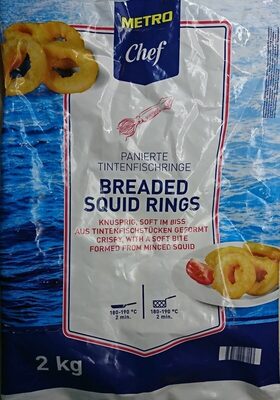 METRO
Chef
PANIERTE
TINTENFISCHRINGE
BREADED
SQUID RINGS
KNUSPRIG, SOFT IM BISS
AUS TINTENFISCHSTÜCKEN GEFORMT
CRISPY, WITH A SOFT BITE
FORMED FROM MINCED SQUID
180-190 °C
2 min.
180-190 °C
2 min.
2 kg